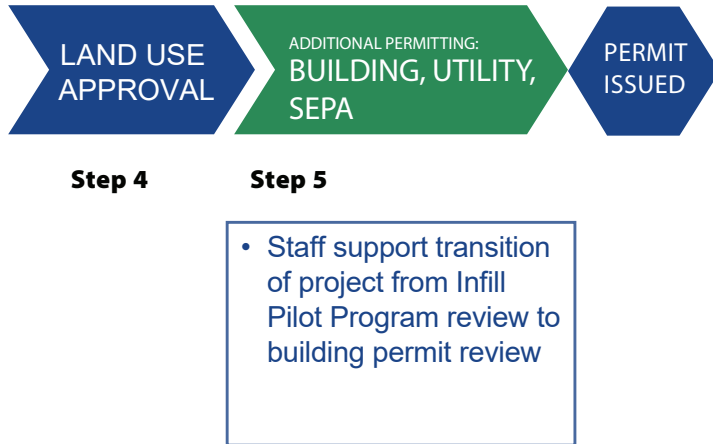 LAND USE
APPROVAL
ADDITIONAL PERMITTING:
BUILDING, UTILITY,
SEPA
PERMIT
ISSUED
Step 4
Step 5
• Staff support transition
of project from Infill
Pilot Program review to
building permit review